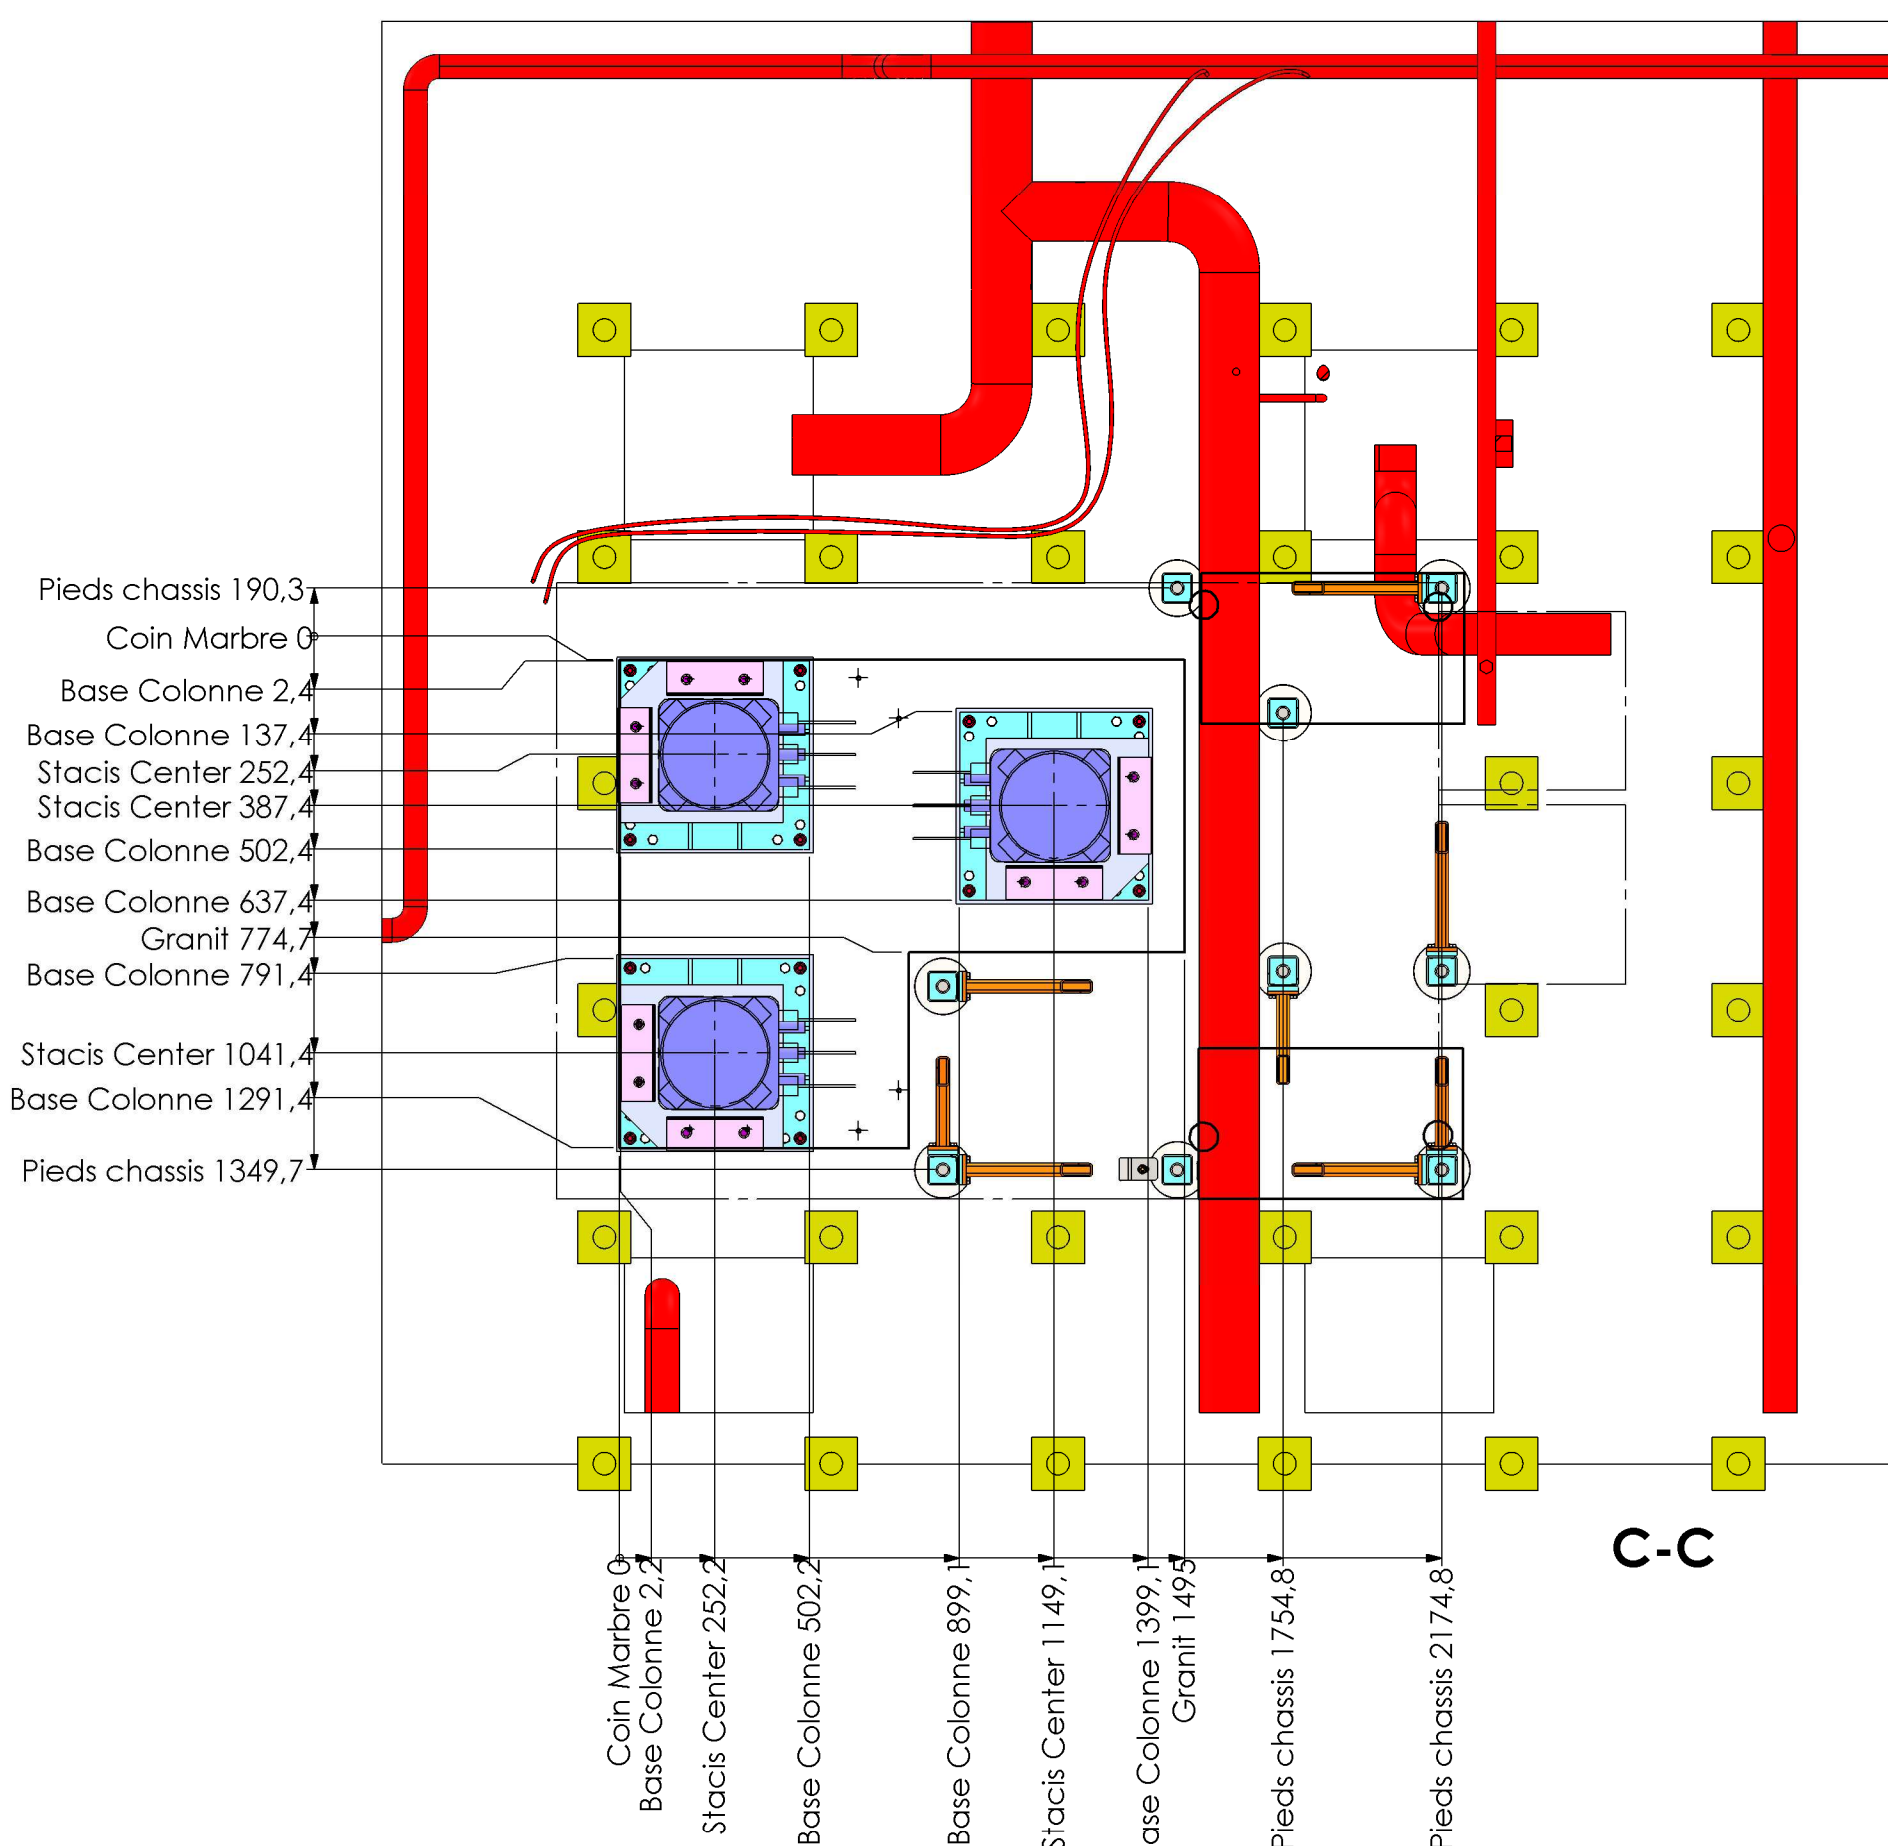 Pieds chassis 190,3
Coin Marbre 0
Base Colonne 2,4
Base Colonne 137,4
Stacis Center 252,4
Stacis Center 387,4
Base Colonne 502,4
Base Colonne 637,4
Granit 774,7
Base Colonne 791,4
Stacis Center 1041,4
Base Colonne 1291,4
Pieds chassis 1349,7
C-C
Coin Marbre 0
Base Colonne 2,2
Stacis Center 252,2
Base Colonne 502,2
Base Colonne 899,1
Stacis Center 1149,1
ase Colonne 1399,1
Granit 1495
Pieds chassis 1754,8
Pieds chassis 2174,8